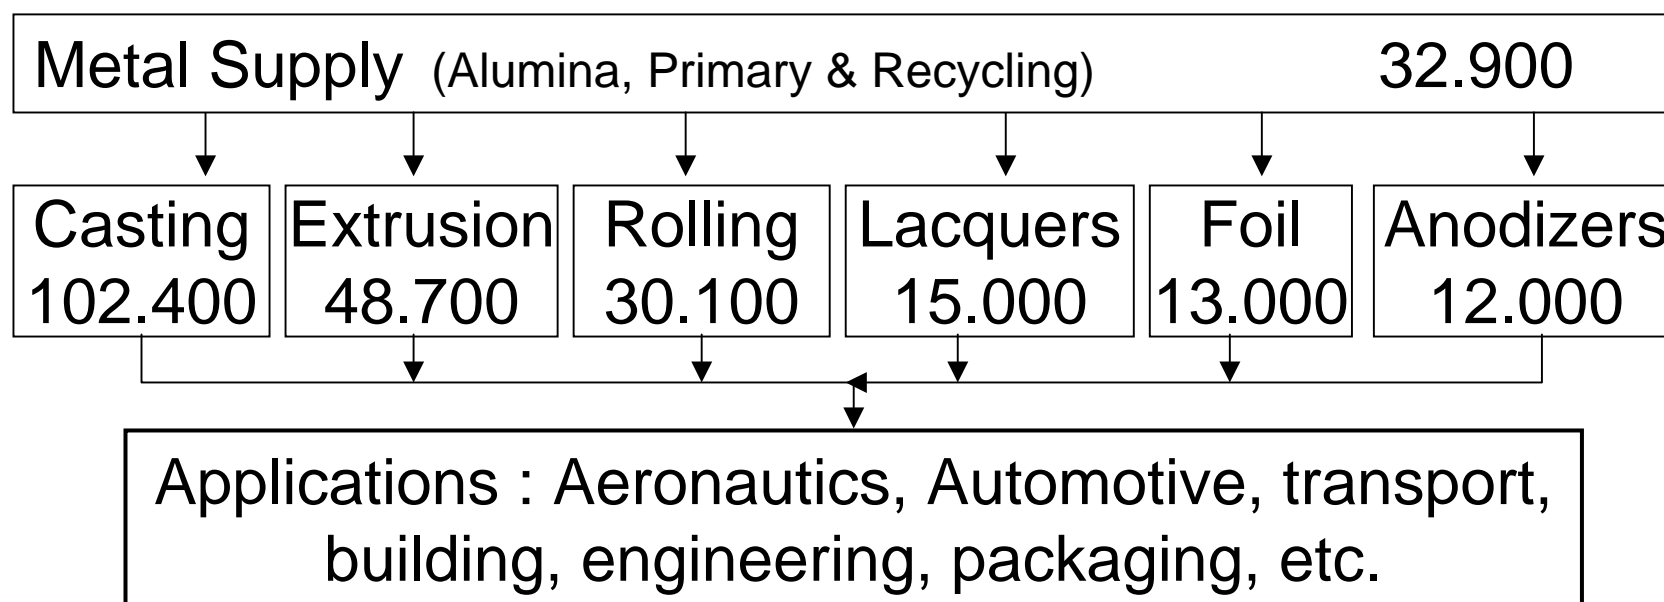 Metal Supply (Alumina, Primary & Recycling) 32.900
Casting Extrusion Rolling Lacquers Foil Anodizers
102.400 48.700 30.100 15.000 13.000 12.000
Applications : Aeronautics, Automotive, transport,
building, engineering, packaging, etc.